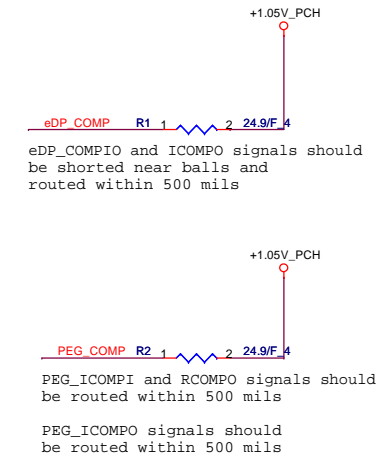 +1.05V_PCH
eDP_COMP R1 1 2 24.9/F_4
eDP_COMPIO and ICOMPO signals should
be shorted near balls and
routed within 500 mils
+1.05V_PCH
PEG_COMP R2 1 2 24.9/F_4
PEG_ICOMPI and RCOMPO signals should
be routed within 500 mils
PEG_ICOMPO signals should
be routed within 500 mils